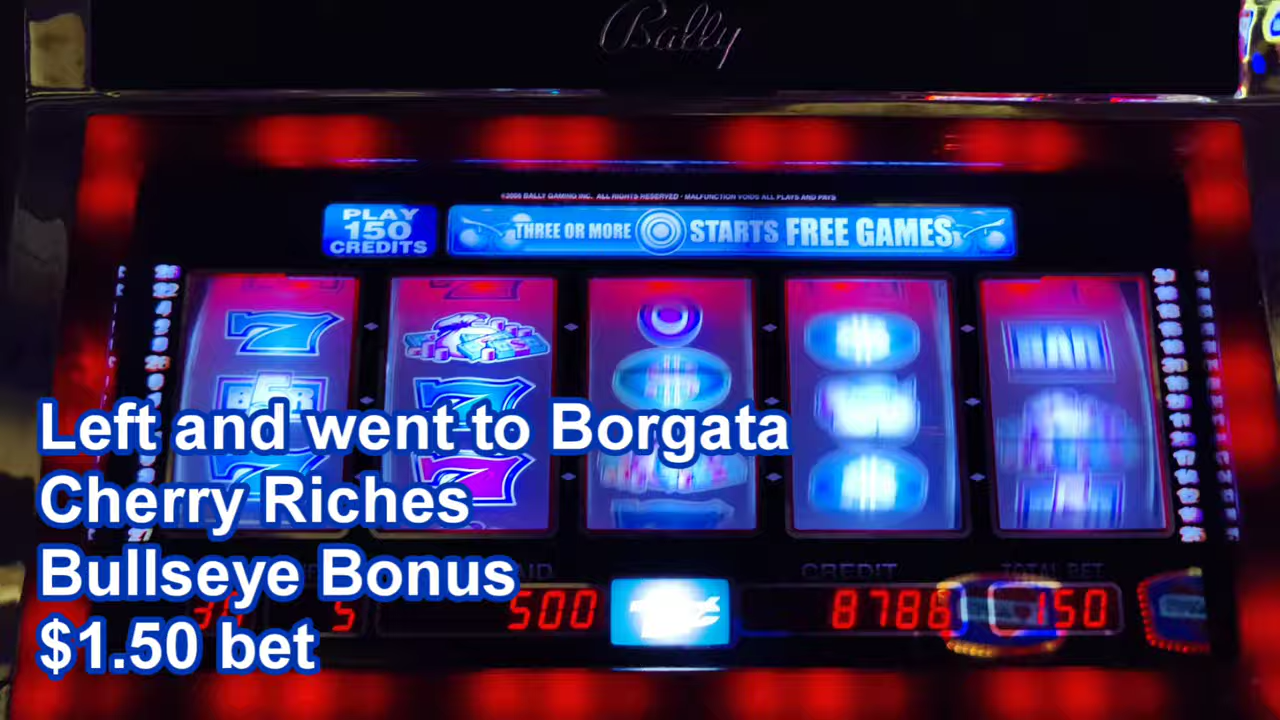 Bally
©2006 BALLY GAMING INC. ALL RIGHTS RESERVED - MALFUNCTION VOIDS ALL PLAYS AND PAYS
PLAY
150
CREDITS
THREE OR MORE STARTS FREE GAMES
Left and went to Borgata
Cherry Riches
Bullseye Bonus
$1.50 bet
CREDIT
TOTAL BET
5
500
8786
150